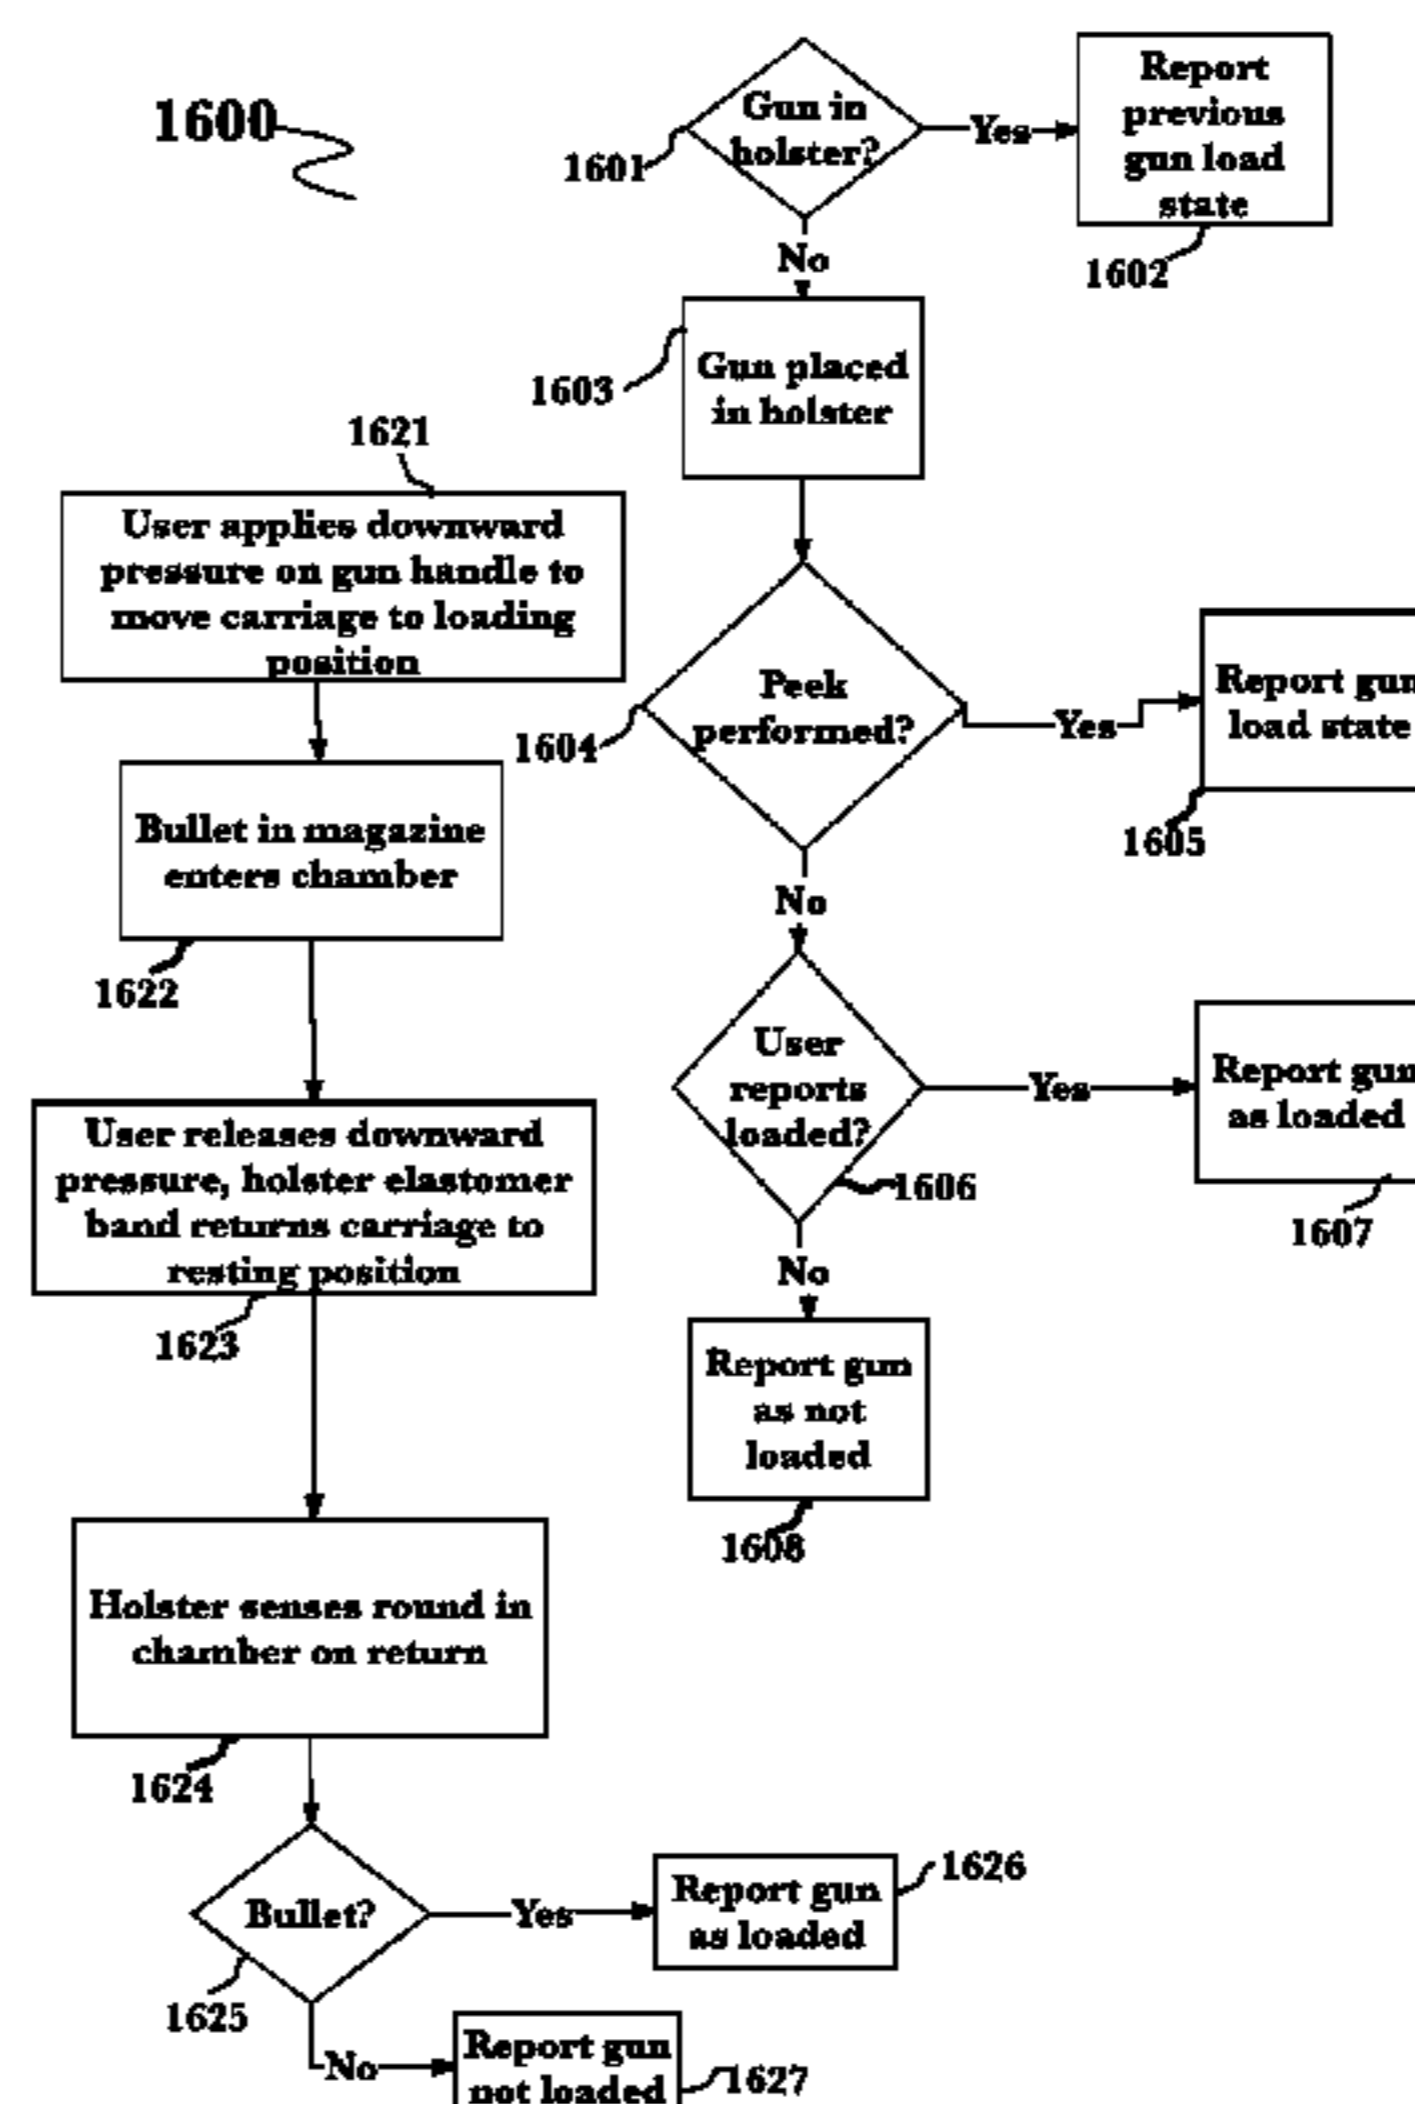 1600
Gun in
holster?
1601
Yes
Report
previous
gun load
state
1602
No
Gun placed
in holster
1603
Peek
performed?
1604
Yes
Report gun
load state
1605
No
User
reports
loaded?
1606
Yes
Report gun
as loaded
1607
No
Report gun
as not
loaded
1608
1621
User applies downward
pressure on gun handle to
move carriage to loading
position
Bullet in magazine
enters chamber
1622
User releases downward
pressure, holster elastomer
band returns carriage to
resting position
1623
Holster senses round in
chamber on return
1624
Bullet?
1625
Yes
Report gun
as loaded
1626
No
Report gun
not loaded
1627